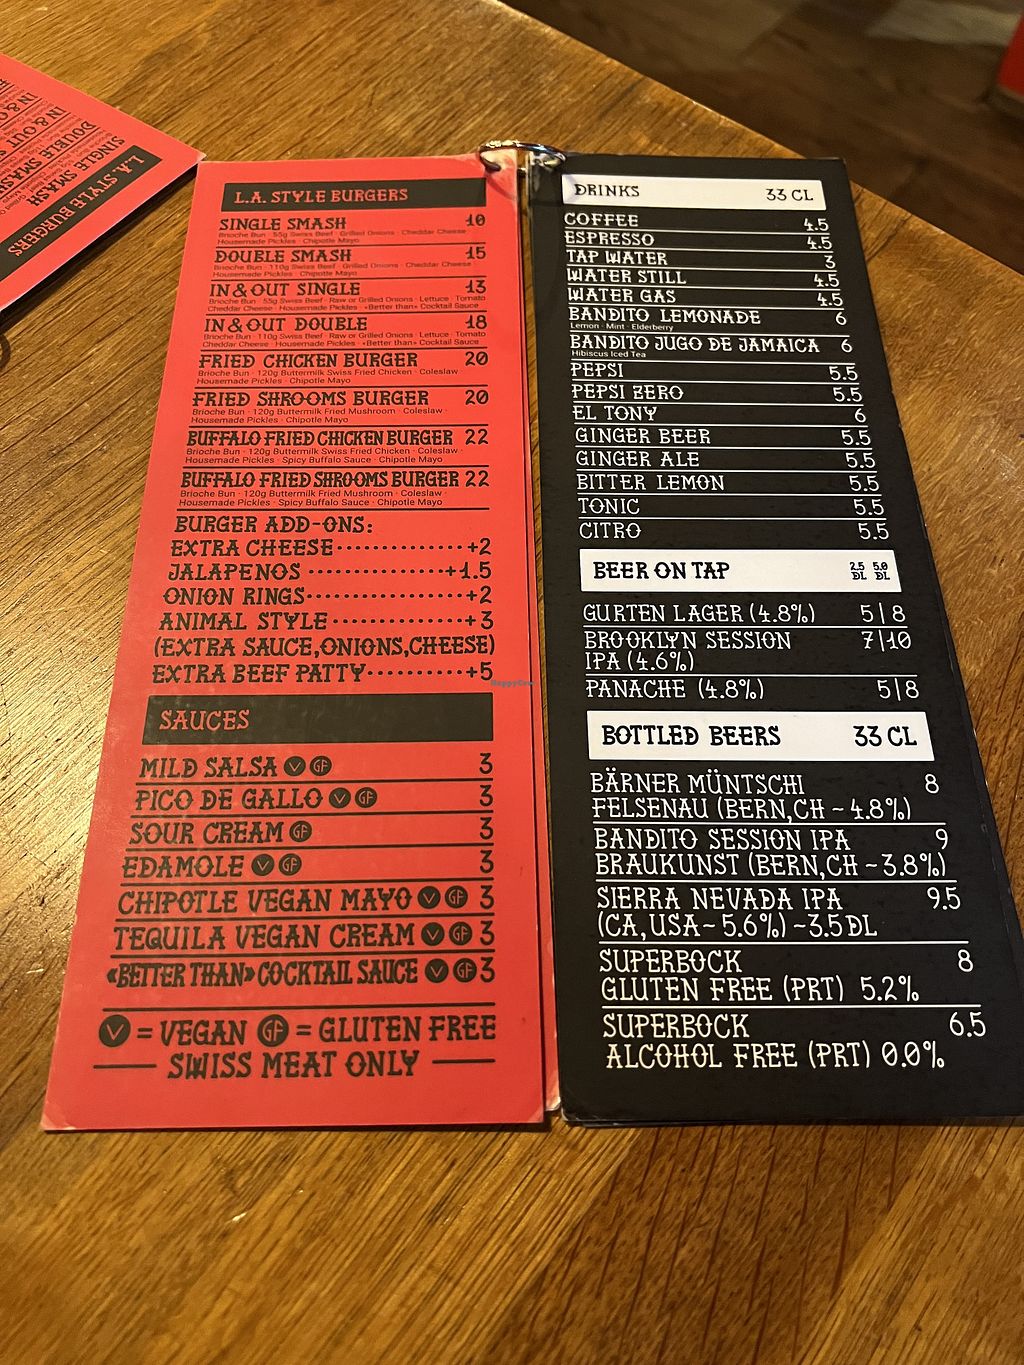 L.A. STYLE BURGERS
SINGLE SMASH 10
Brioche Bun · 55g Swiss Beef · Grilled Onions · Cheddar Cheese
Housemade Pickles · Chipotle Mayo
DOUBLE SMASH 15
Brioche Bun · 110g Swiss Beef · Grilled Onions · Cheddar Cheese
Housemade Pickles · Chipotle Mayo
IN & OUT SINGLE 13
Brioche Bun · 55g Swiss Beef · Raw or Grilled Onions · Lettuce · Tomato
Cheddar Cheese · Housemade Pickles · «Better than» Cocktail Sauce
IN & OUT DOUBLE 18
Brioche Bun · 110g Swiss Beef · Raw or Grilled Onions · Lettuce · Tomato
Cheddar Cheese · Housemade Pickles · «Better than» Cocktail Sauce
FRIED CHICKEN BURGER 20
Brioche Bun · 120g Buttermilk Swiss Fried Chicken · Coleslaw ·
Housemade Pickles · Chipotle Mayo
FRIED SHROOMS BURGER 20
Brioche Bun · 120g Buttermilk Fried Mushroom · Coleslaw ·
Housemade Pickles · Chipotle Mayo
BUFFALO FRIED CHICKEN BURGER 22
Brioche Bun · 120g Buttermilk Swiss Fried Chicken · Coleslaw ·
Housemade Pickles · Spicy Buffalo Sauce · Chipotle Mayo
BUFFALO FRIED SHROOMS BURGER 22
Brioche Bun · 120g Buttermilk Fried Mushroom · Coleslaw ·
Housemade Pickles · Spicy Buffalo Sauce · Chipotle Mayo
BURGER ADD-ONS:
EXTRA CHEESE··············+2
JALAPENOS ···············+1.5
ONION RINGS··············+2
ANIMAL STYLE··············+3
(EXTRA SAUCE, ONIONS, CHEESE)
EXTRA BEEF PATTY··········+5
SAUCES
MILD SALSA V GF 3
PICO DE GALLO V GF 3
SOUR CREAM GF 3
EDAMOLE V GF 3
CHIPOTLE VEGAN MAYO V GF 3
TEQUILA VEGAN CREAM V GF 3
«BETTER THAN» COCKTAIL SAUCE V GF 3
V = VEGAN GF = GLUTEN FREE
SWISS MEAT ONLY
DRINKS 33 CL
COFFEE 4.5
ESPRESSO 4.5
TAP WATER 3
WATER STILL 4.5
WATER GAS 4.5
BANDITO LEMONADE 6
Lemon · Mint · Elderberry
BANDITO JUGO DE JAMAICA 6
Hibiscus Iced Tea
PEPSI 5.5
PEPSI ZERO 5.5
EL TONY 6
GINGER BEER 5.5
GINGER ALE 5.5
BITTER LEMON 5.5
TONIC 5.5
CITRO 5.5
BEER ON TAP 2.5 DL 5.0 DL
GURTEN LAGER (4.8%) 5|8
BROOKLYN SESSION 7|10
IPA (4.6%)
PANACHE (4.8%) 5|8
BOTTLED BEERS 33 CL
BÄRNER MÜNTSCHI 8
FELSENAU (BERN, CH ~ 4.8%)
BANDITO SESSION IPA 9
BRAUKUNST (BERN, CH ~ 3.8%)
SIERRA NEVADA IPA 9.5
(CA, USA ~ 5.6%) ~ 3.5 DL
SUPERBOCK 8
GLUTEN FREE (PRT) 5.2%
SUPERBOCK 6.5
ALCOHOL FREE (PRT) 0.0%
L.A. STYLE BURGERS
SINGLE SMASH
DOUBLE SMASH
IN & OUT
IN & OUT
HappyCow